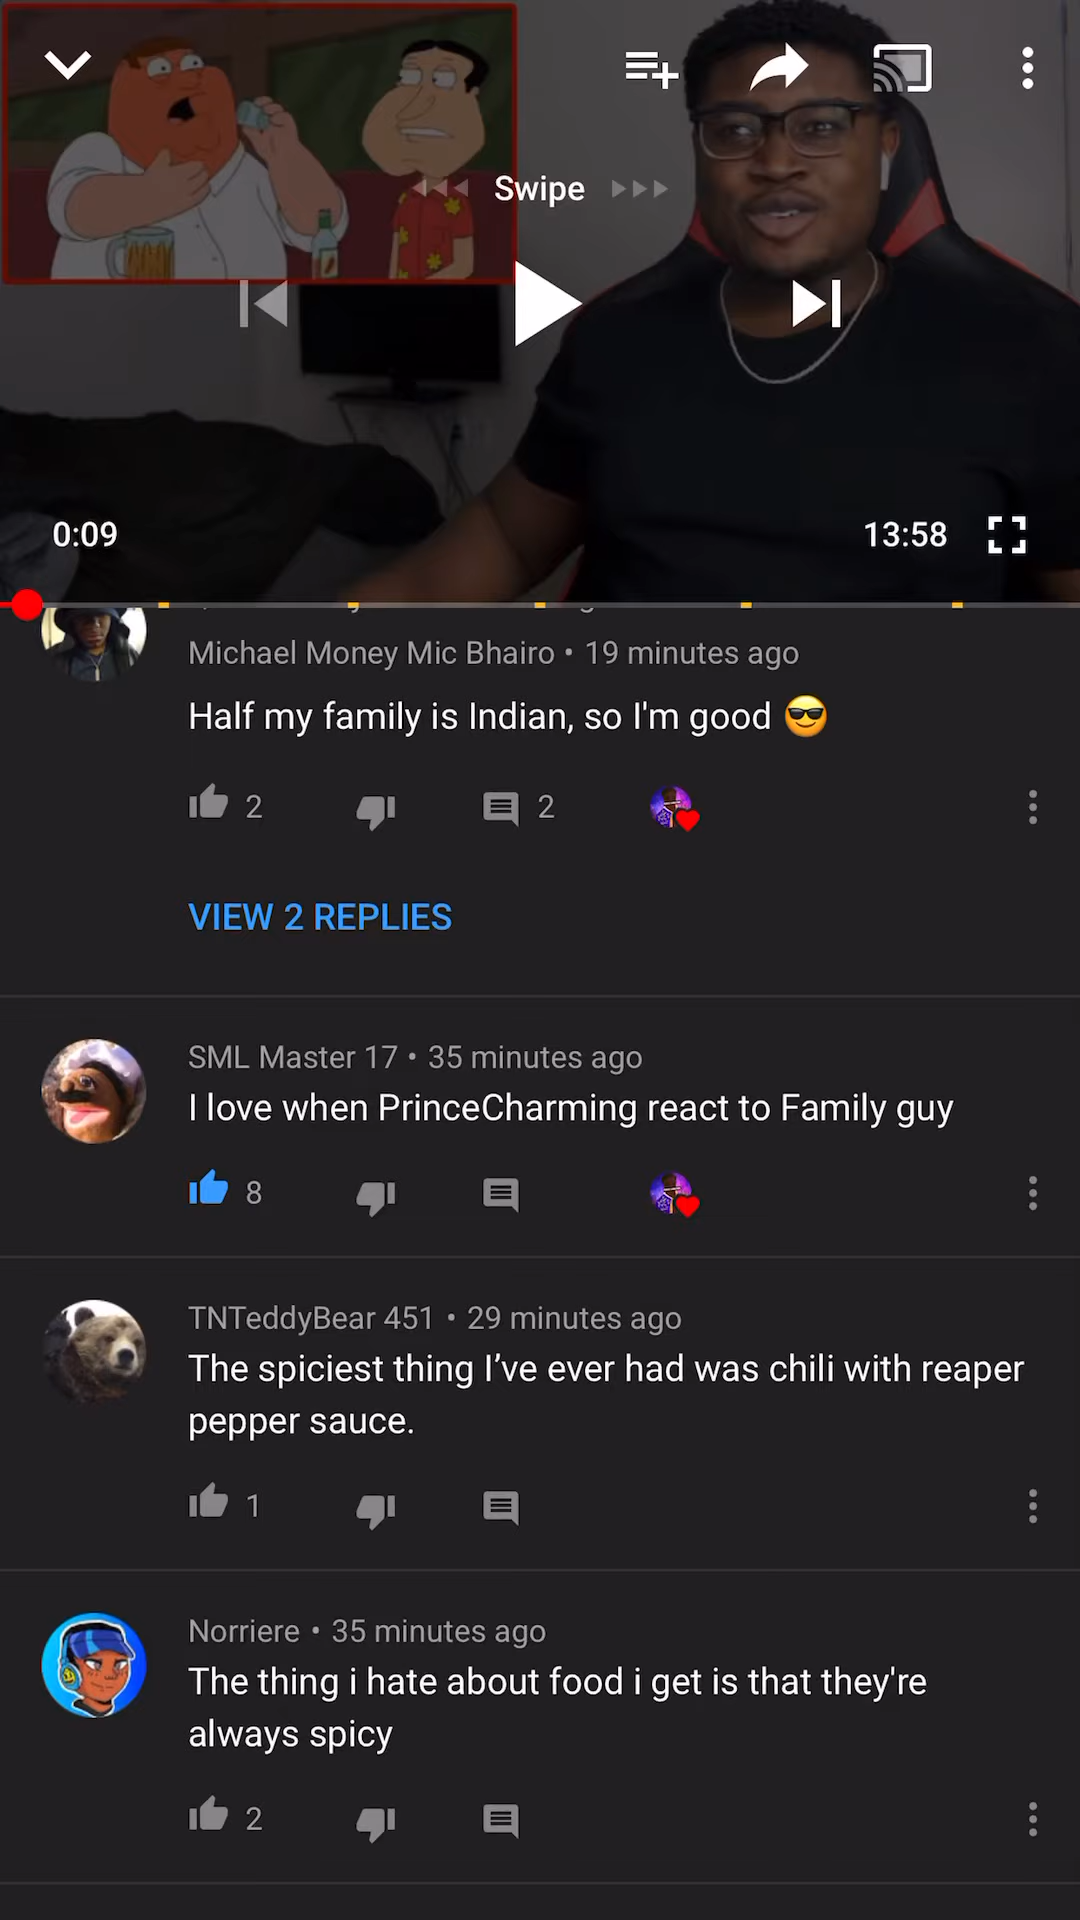 Swipe
0:09
13:58
Michael Money Mic Bhairo • 19 minutes ago
Half my family is Indian, so I'm good 😎
2
2
VIEW 2 REPLIES
SML Master 17 • 35 minutes ago
I love when PrinceCharming react to Family guy
8
TNTeddyBear 451 • 29 minutes ago
The spiciest thing I’ve ever had was chili with reaper
pepper sauce.
1
Norriere • 35 minutes ago
The thing i hate about food i get is that they're
always spicy
2